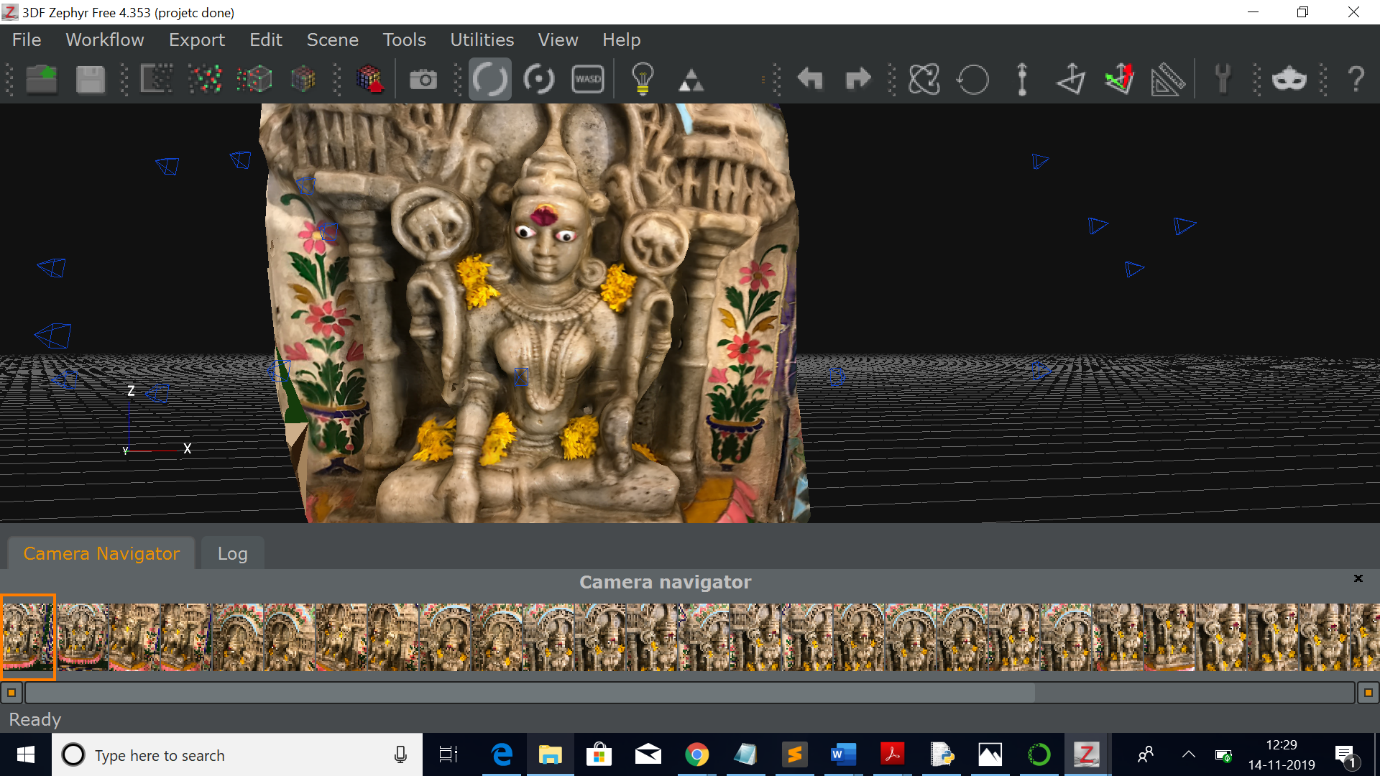 3DF Zephyr Free 4.353 (projetc done)
File Workflow Export Edit Scene Tools Utilities View Help
WASD
Z
Y X
Camera Navigator Log
Camera navigator
Ready
Type here to search
12:29
14-11-2019
1